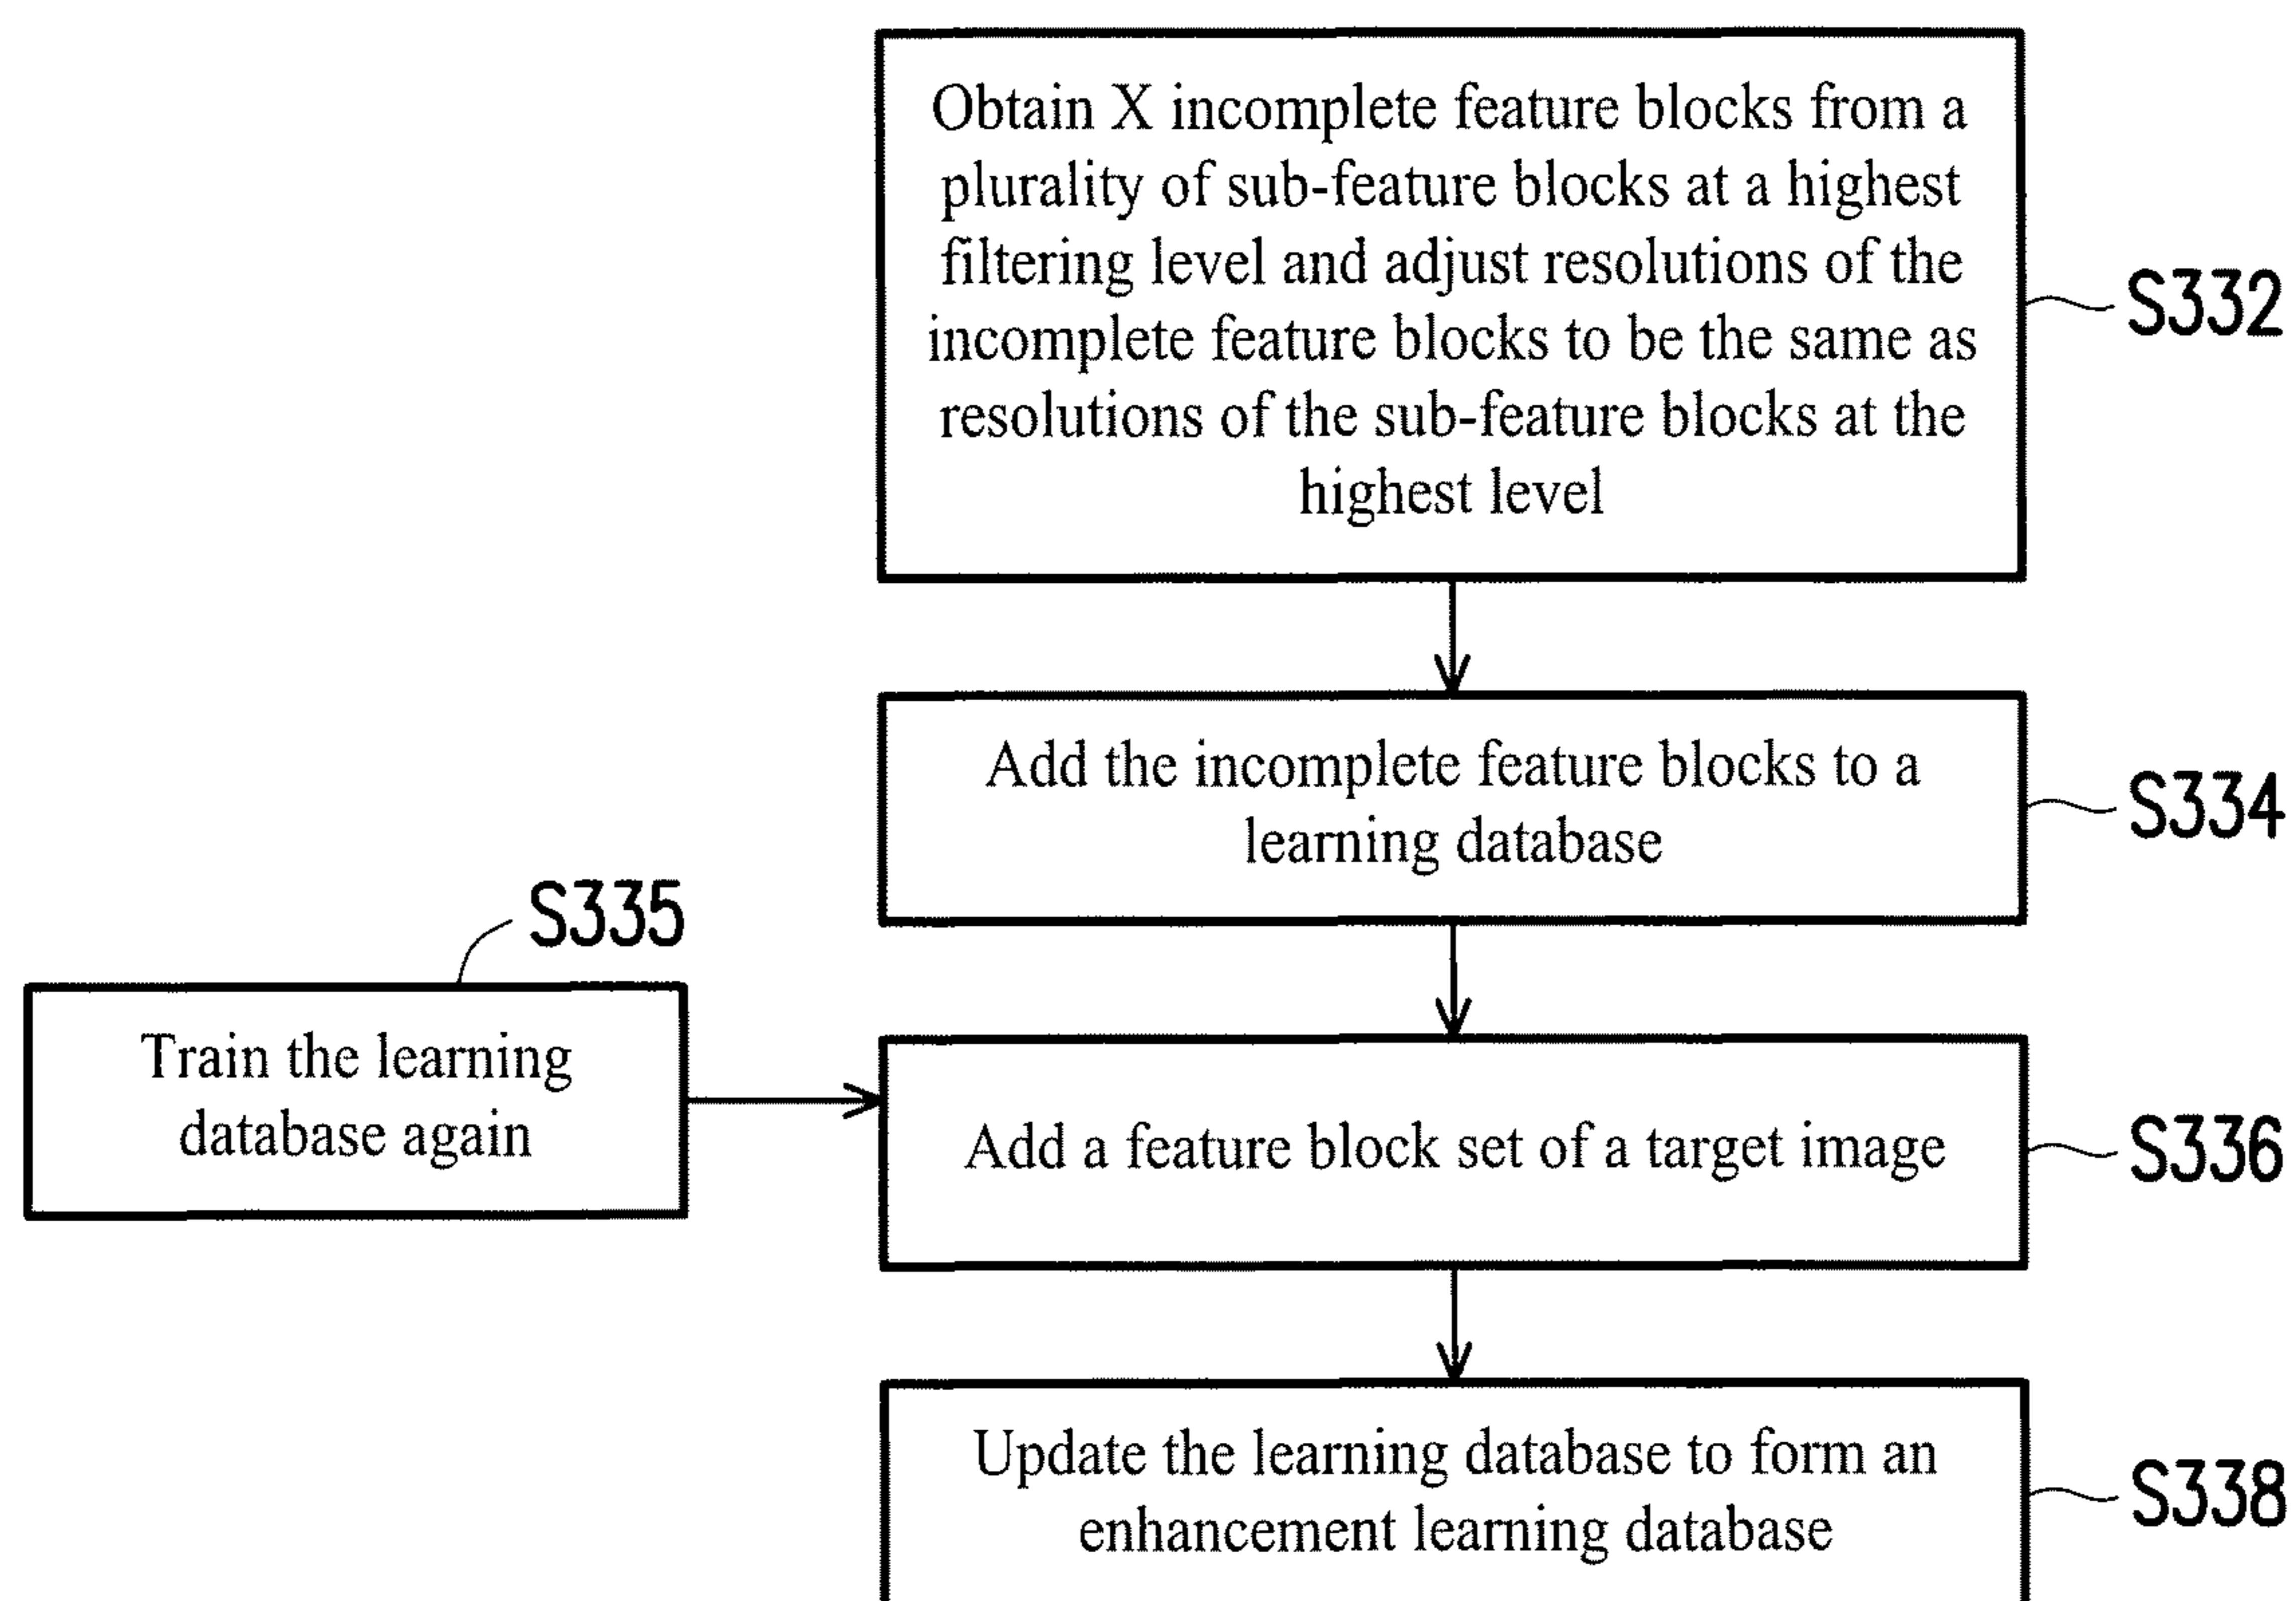 Obtain X incomplete feature blocks from a
plurality of sub-feature blocks at a highest
filtering level and adjust resolutions of the
incomplete feature blocks to be the same as
resolutions of the sub-feature blocks at the
highest level
S332
Add the incomplete feature blocks to a
learning database
S334
S335
Train the learning
database again
Add a feature block set of a target image
S336
Update the learning database to form an
enhancement learning database
S338